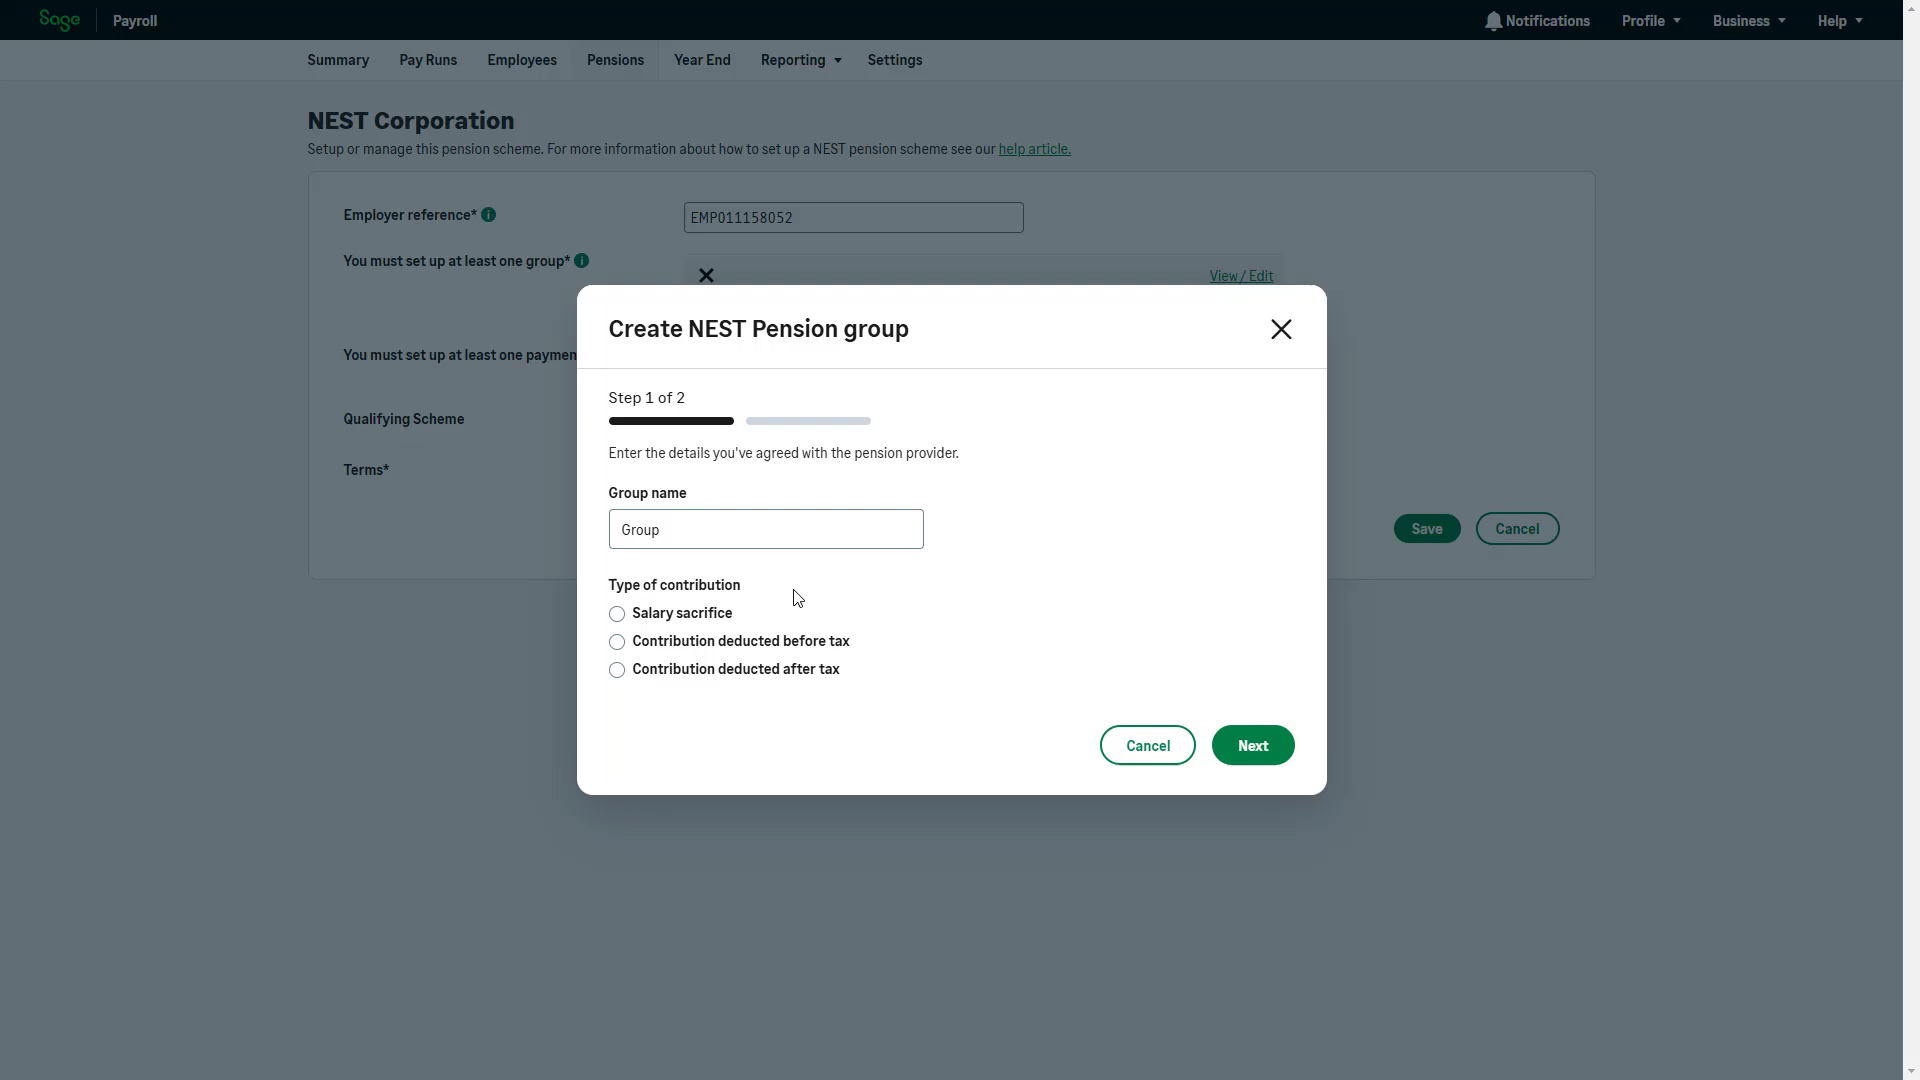 Sage Payroll Notifications Profile Business Help
Summary Pay Runs Employees Pensions Year End Reporting Settings
NEST Corporation
Setup or manage this pension scheme. For more information about how to set up a NEST pension scheme see our help article.
Employer reference* i EMP011158052
You must set up at least one group* i
View / Edit
You must set up at least one paymen
Qualifying Scheme
Terms*
Save Cancel
Create NEST Pension group
Step 1 of 2
Enter the details you've agreed with the pension provider.
Group name
Group
Type of contribution
Salary sacrifice
Contribution deducted before tax
Contribution deducted after tax
Cancel Next